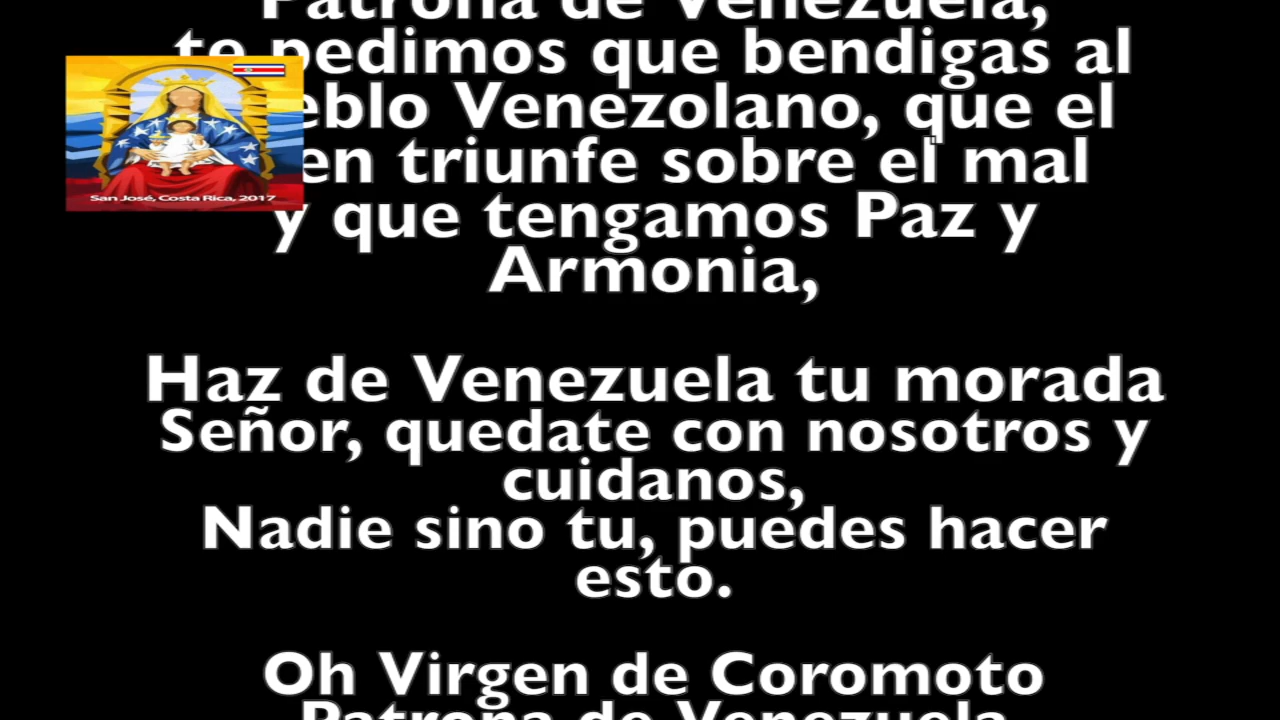 Patrona de Venezuela,
te pedimos que bendigas al
eblo Venezolano, que el
en triunfe sobre el mal
y que tengamos Paz y
Armonia,
San José, Costa Rica, 2017
Haz de Venezuela tu morada
Señor, quedate con nosotros y
cuidanos,
Nadie sino tu, puedes hacer
esto.
Oh Virgen de Coromoto
Patrona de Venezuela